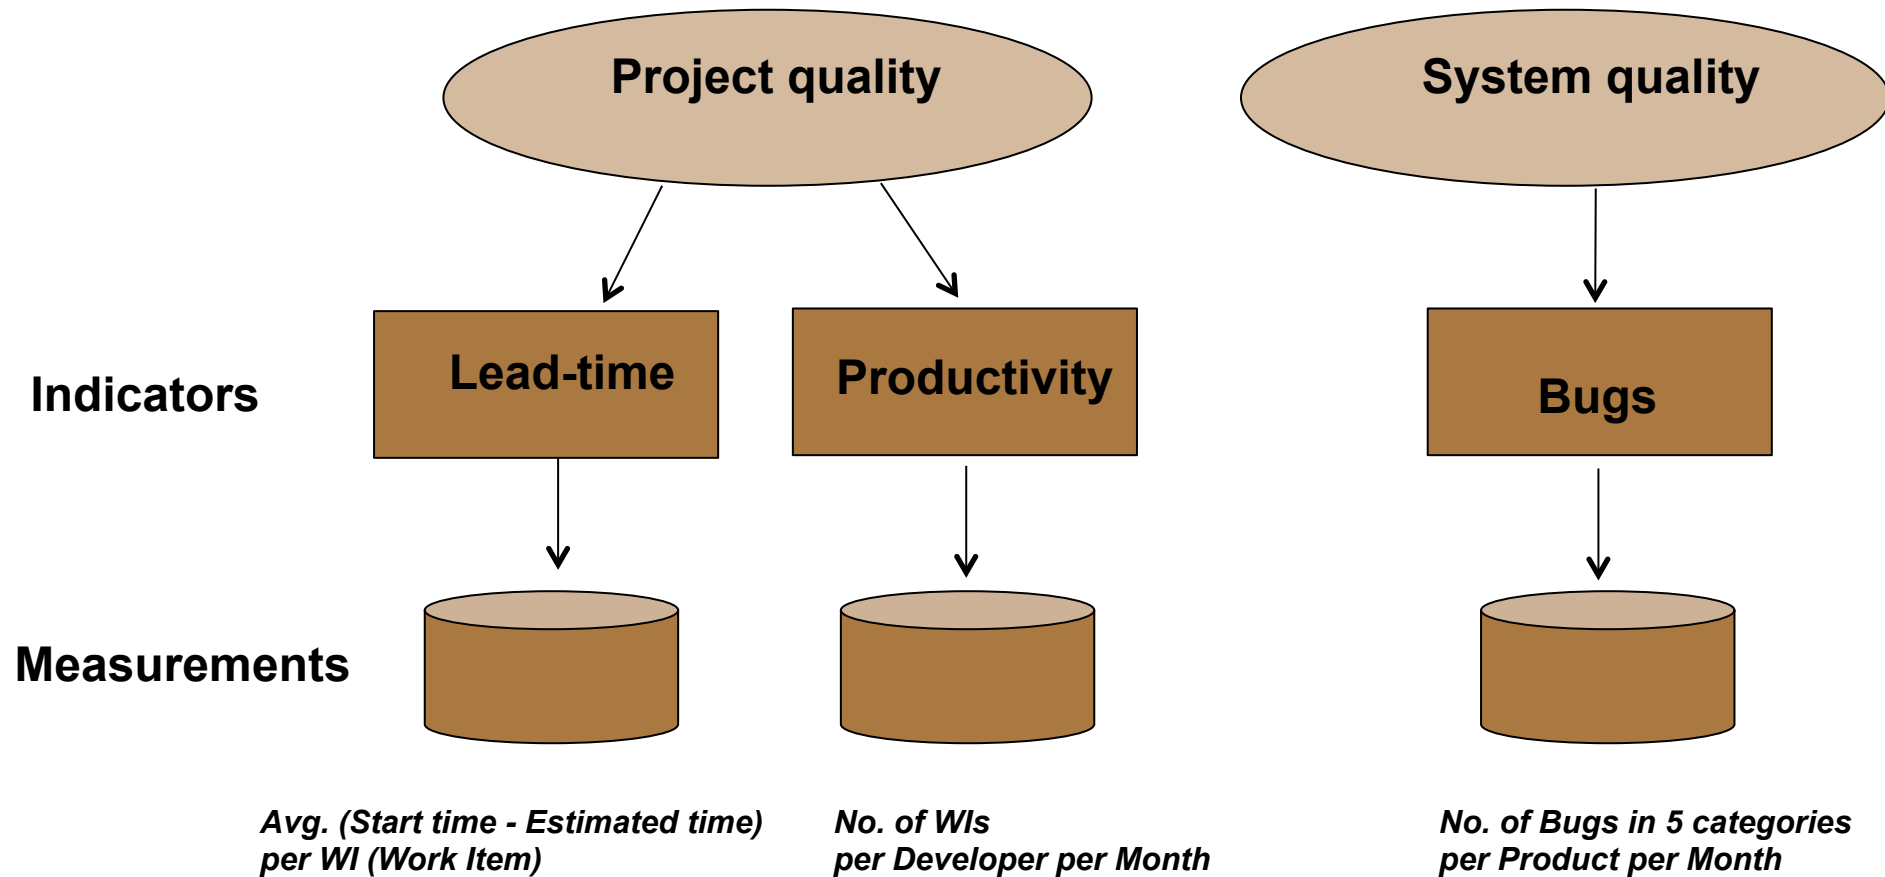 Project quality
System quality
Indicators
Lead-time
Productivity
Bugs
Measurements
Avg. (Start time - Estimated time)
per WI (Work Item)
No. of WIs
per Developer per Month
No. of Bugs in 5 categories
per Product per Month